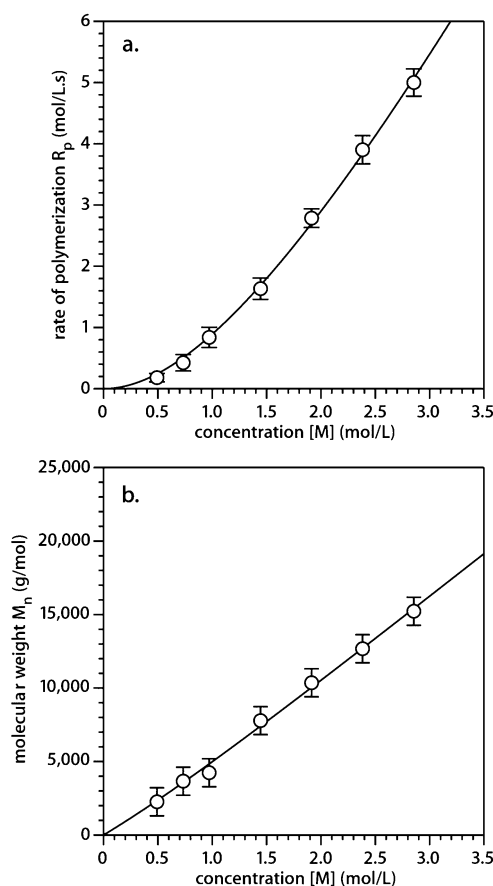 a.
rate of polymerization Rp (mol/L.s)
6
5
4
3
2
1
0
0 0.5 1.0 1.5 2.0 2.5 3.0 3.5
concentration [M] (mol/L)
b.
molecular weight Mn (g/mol)
25,000
20,000
15,000
10,000
5,000
0
0 0.5 1.0 1.5 2.0 2.5 3.0 3.5
concentration [M] (mol/L)